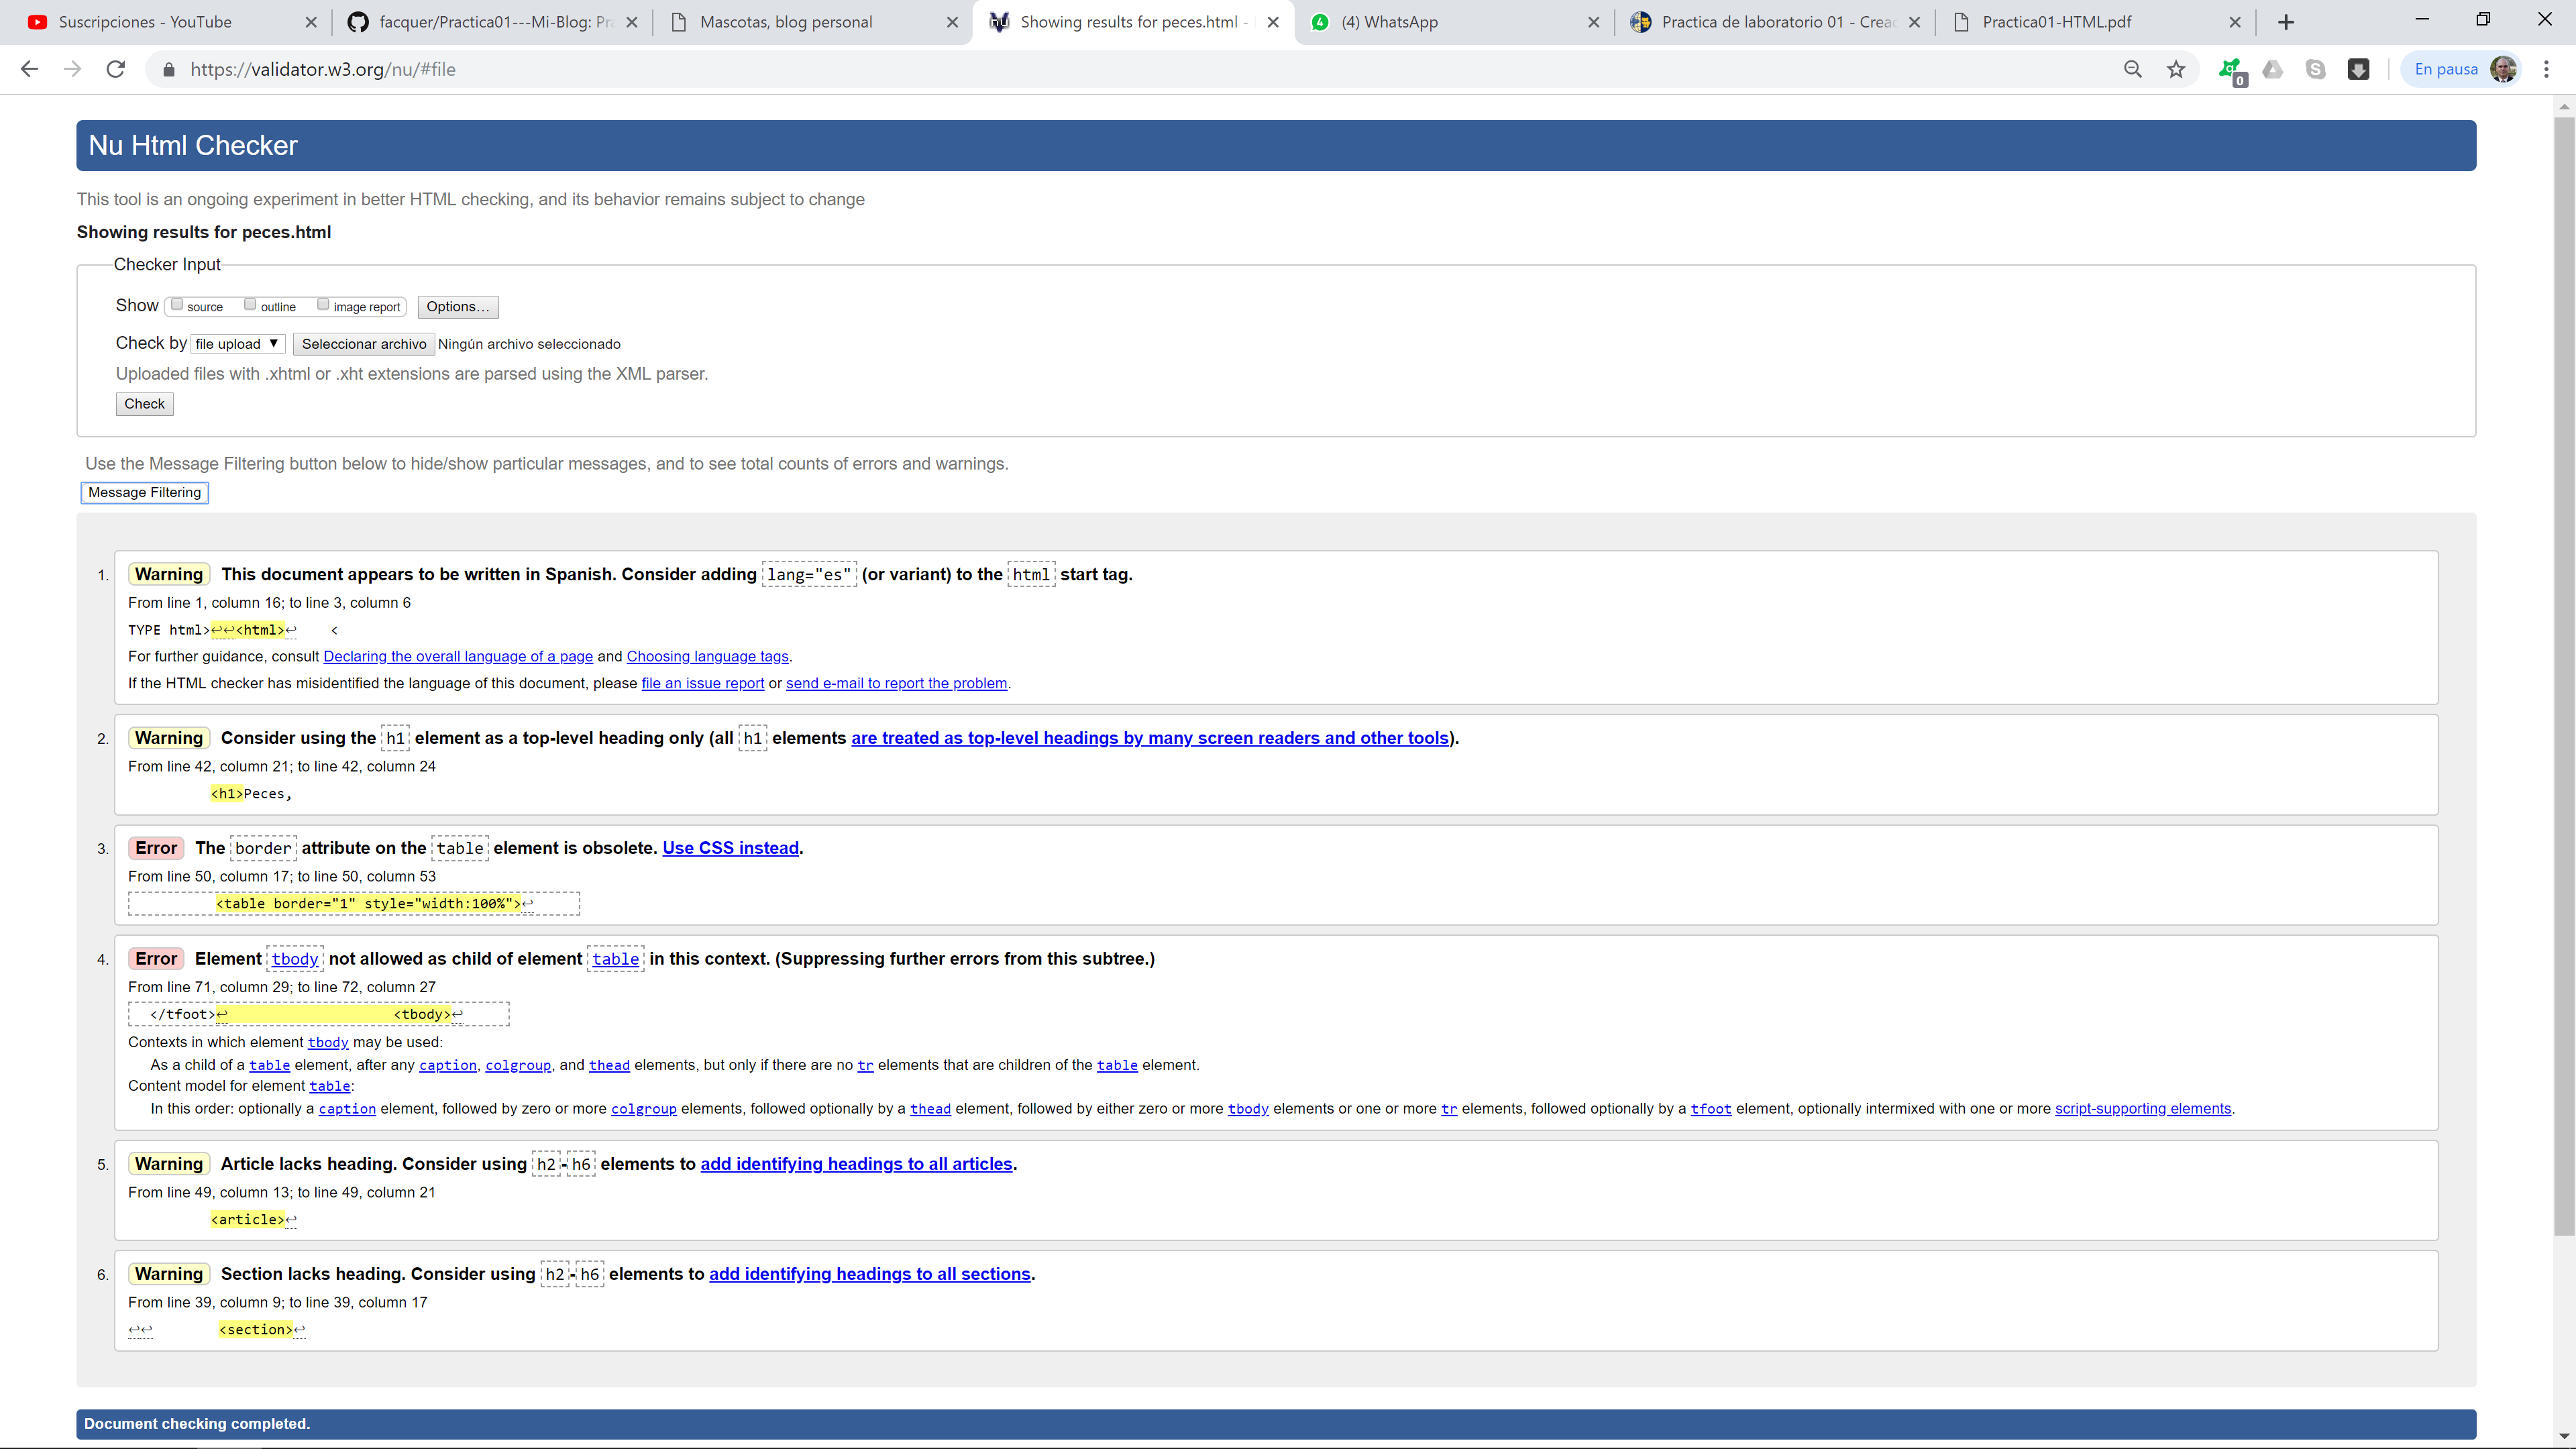 Suscripciones - YouTube
facquer/Practica01---Mi-Blog: Pra
Mascotas, blog personal
Showing results for peces.html -
(4) WhatsApp
Practica de laboratorio 01 - Creac
Practica01-HTML.pdf
https://validator.w3.org/nu/#file
0
En pausa
Nu Html Checker
This tool is an ongoing experiment in better HTML checking, and its behavior remains subject to change
Showing results for peces.html
Checker Input
Show source outline image report Options...
Check by file upload ▼ Seleccionar archivo Ningún archivo seleccionado
Uploaded files with .xhtml or .xht extensions are parsed using the XML parser.
Check
Use the Message Filtering button below to hide/show particular messages, and to see total counts of errors and warnings.
Message Filtering
1. Warning This document appears to be written in Spanish. Consider adding lang="es" (or variant) to the html start tag.
From line 1, column 16; to line 3, column 6
TYPE html>↩↩<html>↩ <
For further guidance, consult Declaring the overall language of a page and Choosing language tags.
If the HTML checker has misidentified the language of this document, please file an issue report or send e-mail to report the problem.
2. Warning Consider using the h1 element as a top-level heading only (all h1 elements are treated as top-level headings by many screen readers and other tools).
From line 42, column 21; to line 42, column 24
<h1>Peces,
3. Error The border attribute on the table element is obsolete. Use CSS instead.
From line 50, column 17; to line 50, column 53
<table border="1" style="width:100%">↩
4. Error Element tbody not allowed as child of element table in this context. (Suppressing further errors from this subtree.)
From line 71, column 29; to line 72, column 27
</tfoot>↩ <tbody>↩
Contexts in which element tbody may be used:
As a child of a table element, after any caption, colgroup, and thead elements, but only if there are no tr elements that are children of the table element.
Content model for element table:
In this order: optionally a caption element, followed by zero or more colgroup elements, followed optionally by a thead element, followed by either zero or more tbody elements or one or more tr elements, followed optionally by a tfoot element, optionally intermixed with one or more script-supporting elements.
5. Warning Article lacks heading. Consider using h2-h6 elements to add identifying headings to all articles.
From line 49, column 13; to line 49, column 21
<article>↩
6. Warning Section lacks heading. Consider using h2-h6 elements to add identifying headings to all sections.
From line 39, column 9; to line 39, column 17
↩↩ <section>↩
Document checking completed.